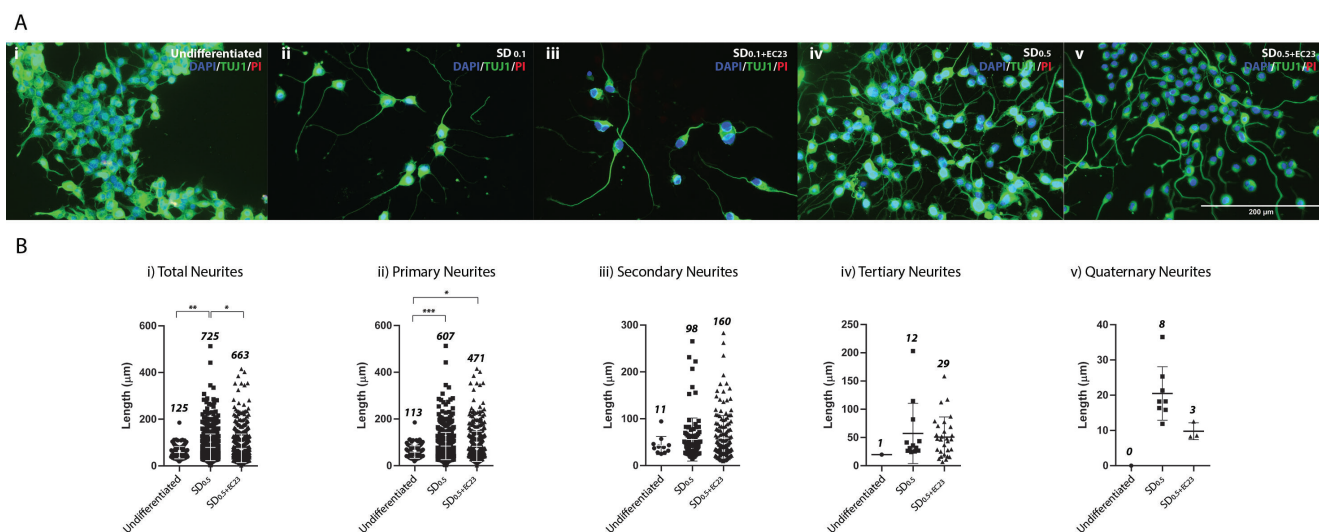 A
i
Undifferentiated
DAPI/TUJ1/PI
ii
SD0.1
DAPI/TUJ1/PI
iii
SD0.1+EC23
DAPI/TUJ1/PI
iv
SD0.5
DAPI/TUJ1/PI
v
SD0.5+EC23
DAPI/TUJ1/PI
200 µm
B
i) Total Neurites
Length (µm)
600
400
200
0
**
*
125
725
663
Undifferentiated
SD0.5
SD0.5+EC23
ii) Primary Neurites
Length (µm)
600
400
200
0
*
***
113
607
471
Undifferentiated
SD0.5
SD0.5+EC23
iii) Secondary Neurites
Length (µm)
300
200
100
0
11
98
160
Undifferentiated
SD0.5
SD0.5+EC23
iv) Tertiary Neurites
Length (µm)
250
200
150
100
50
0
1
12
29
Undifferentiated
SD0.5
SD0.5+EC23
v) Quaternary Neurites
Length (µm)
40
30
20
10
0
0
8
3
Undifferentiated
SD0.5
SD0.5+EC23